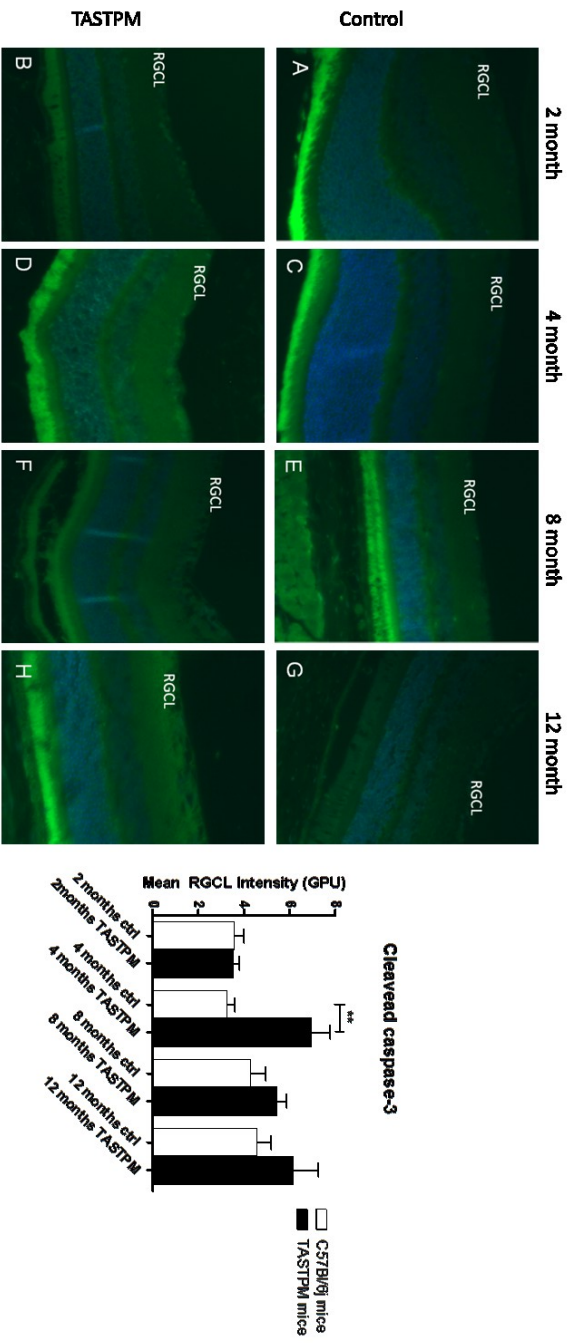 2 month
4 month
8 month
12 month
Control
A
RGCL
C
RGCL
E
RGCL
G
RGCL
TASTPM
B
RGCL
D
RGCL
F
RGCL
H
RGCL
Cleavead caspase-3
Mean RGCL Intensity (GPU)
8
6
4
2
0
**
2 months ctrl
2months TASTPM
4 months ctrl
4 months TASTPM
8 months ctrl
8 months TASTPM
12 months ctrl
12 months TASTPM
C57Bl/6j mice
TASTPM mice